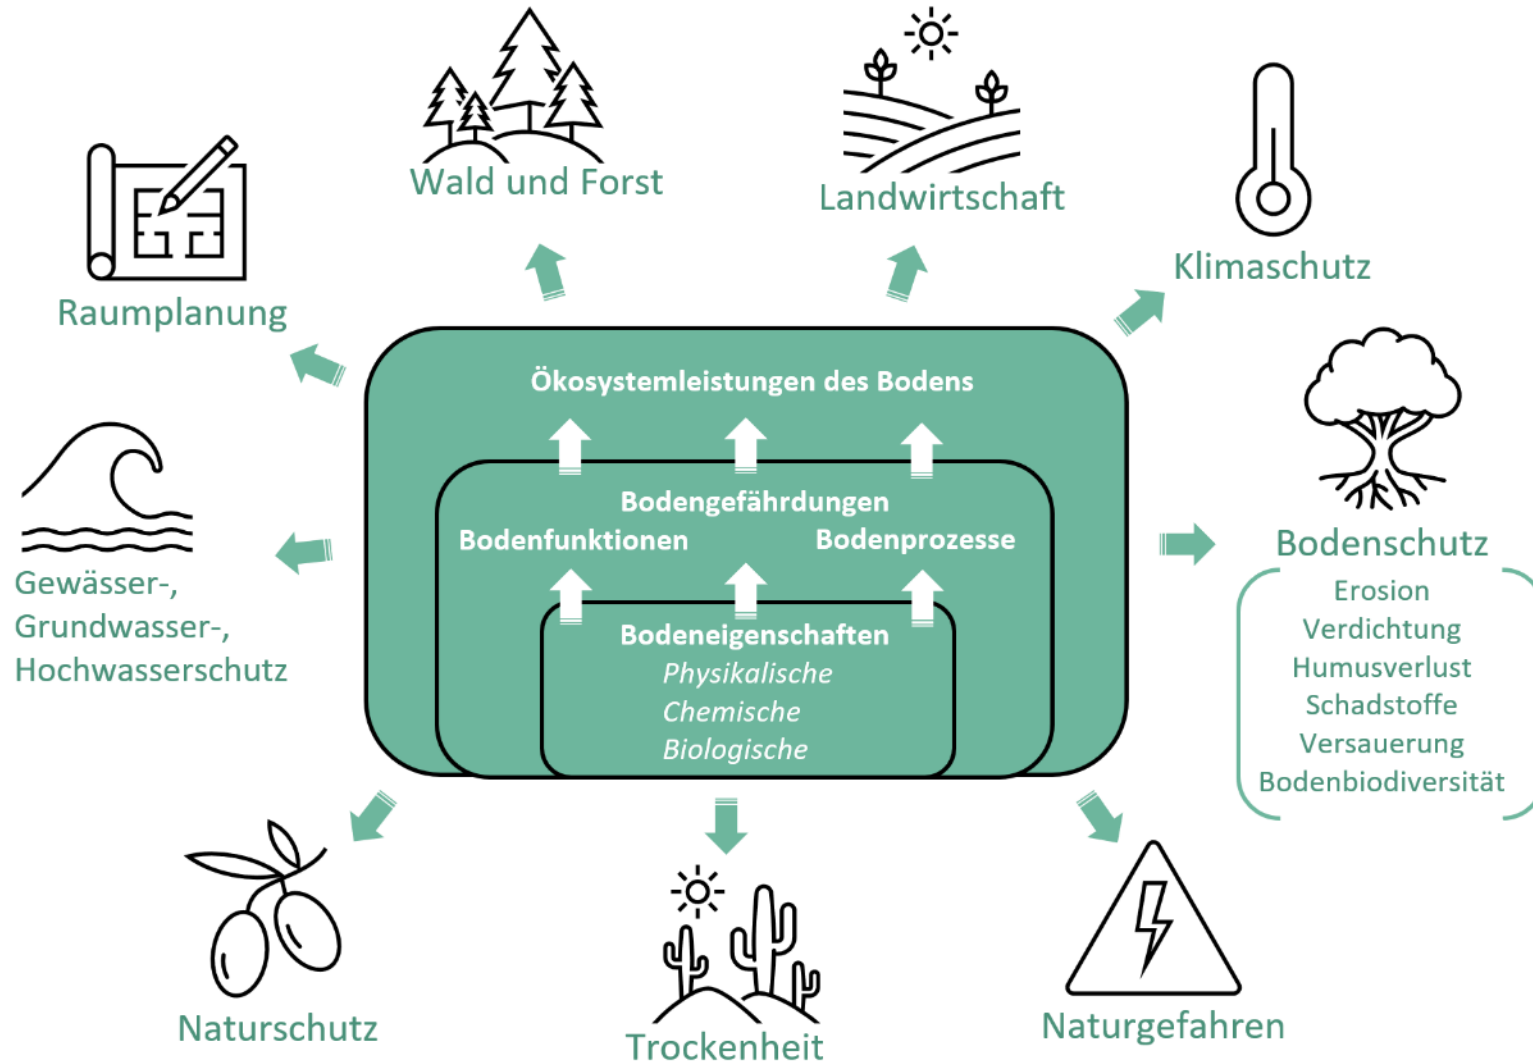 Wald und Forst
Landwirtschaft
Klimaschutz
Raumplanung
Ökosystemleistungen des Bodens
Bodengefährdungen
Bodenfunktionen
Bodenprozesse
Bodeneigenschaften
Physikalische
Chemische
Biologische
Gewässer-,
Grundwasser-,
Hochwasserschutz
Bodenschutz
Erosion
Verdichtung
Humusverlust
Schadstoffe
Versauerung
Bodenbiodiversität
Naturschutz
Trockenheit
Naturgefahren